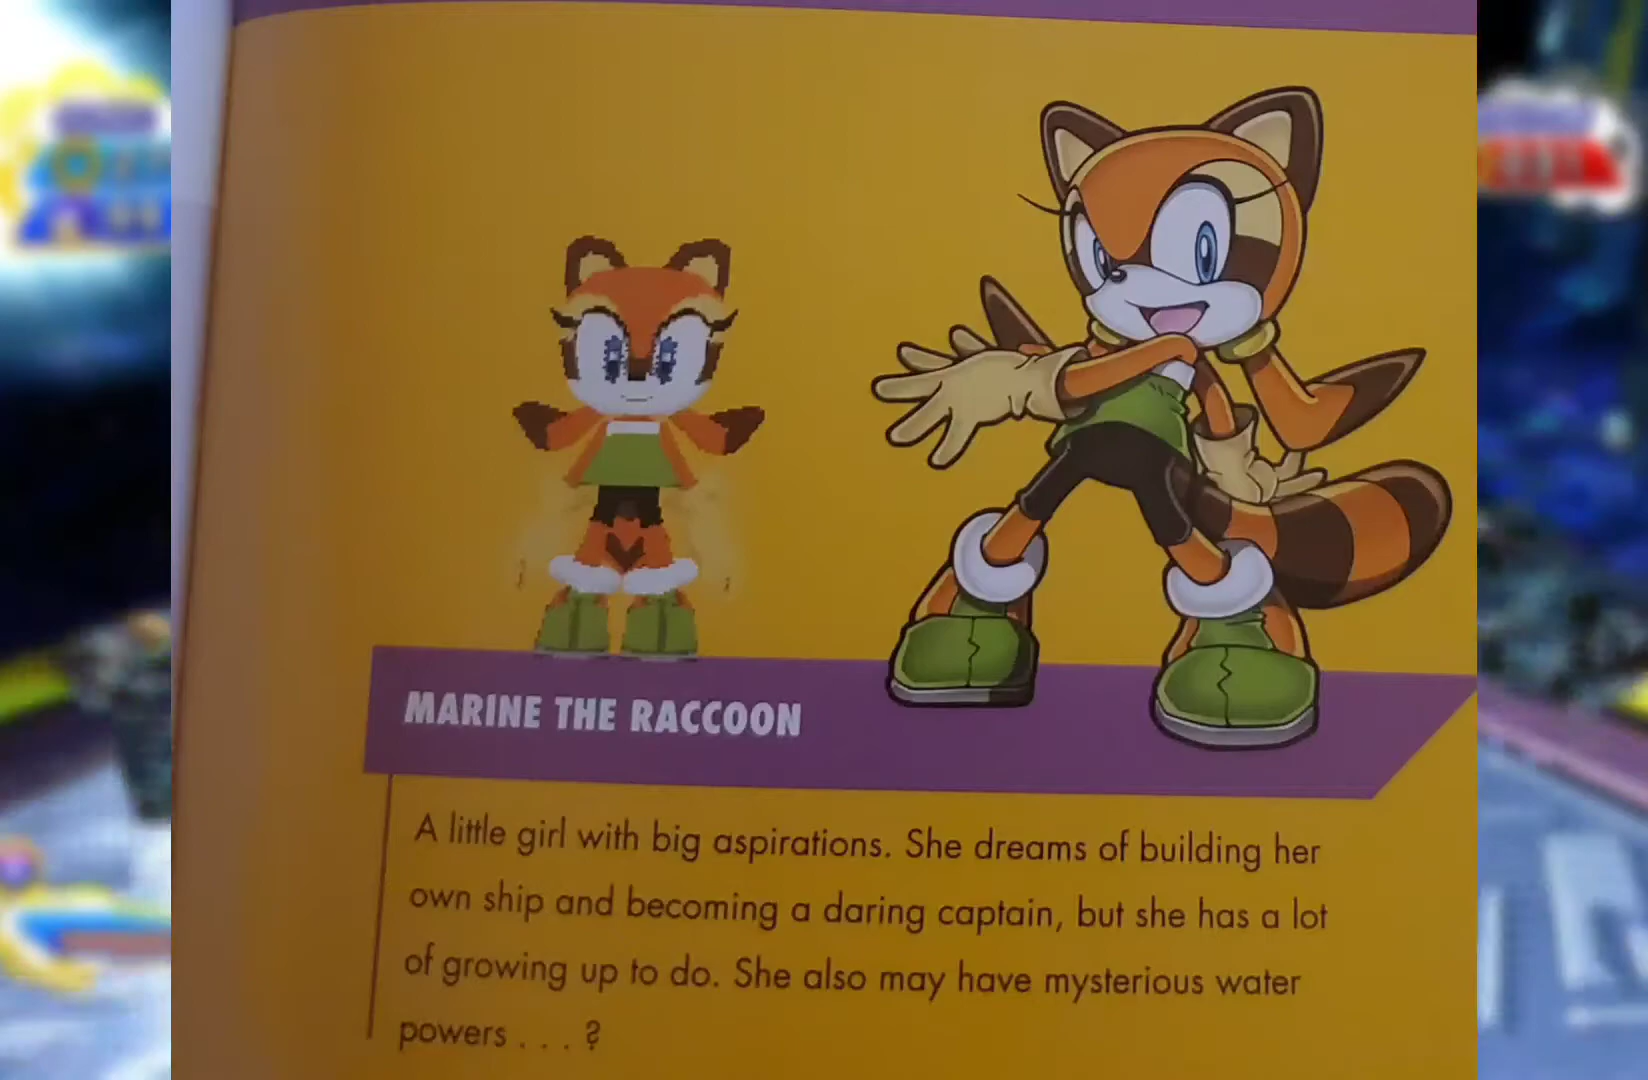 MARINE THE RACCOON
A little girl with big aspirations. She dreams of building her
own ship and becoming a daring captain, but she has a lot
of growing up to do. She also may have mysterious water
powers . . . ?